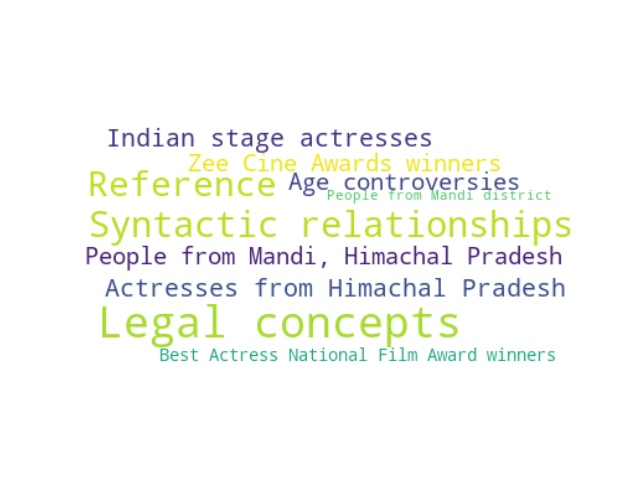 Indian stage actresses
Zee Cine Awards winners
Reference Age controversies
People from Mandi district
Syntactic relationships
People from Mandi, Himachal Pradesh
Actresses from Himachal Pradesh
Legal concepts
Best Actress National Film Award winners